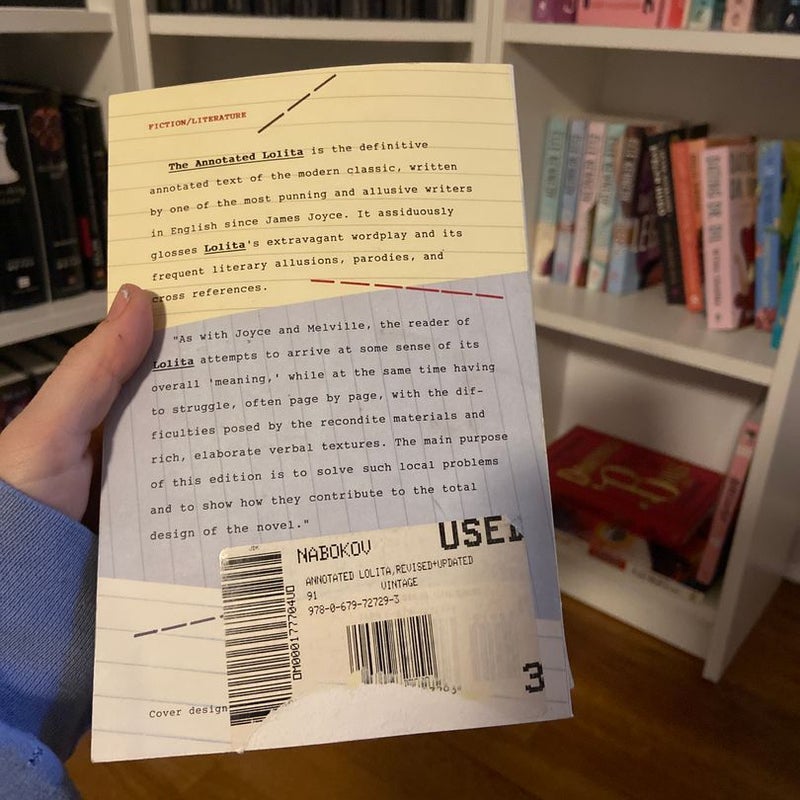 FICTION/LITERATURE
The Annotated Lolita is the definitive
annotated text of the modern classic, written
by one of the most punning and allusive writers
in English since James Joyce. It assiduously
glosses Lolita's extravagant wordplay and its
frequent literary allusions, parodies, and
cross references.
"As with Joyce and Melville, the reader of
Lolita attempts to arrive at some sense of its
overall 'meaning,' while at the same time having
to struggle, often page by page, with the dif-
ficulties posed by the recondite materials and
rich, elaborate verbal textures. The main purpose
of this edition is to solve such local problems
and to show how they contribute to the total
design of the novel."
NABOKOV
USED
ANNOTATED LOLITA,REVISED+UPDATED
91 VINTAGE
978-0-679-72729-3
3
Cover design